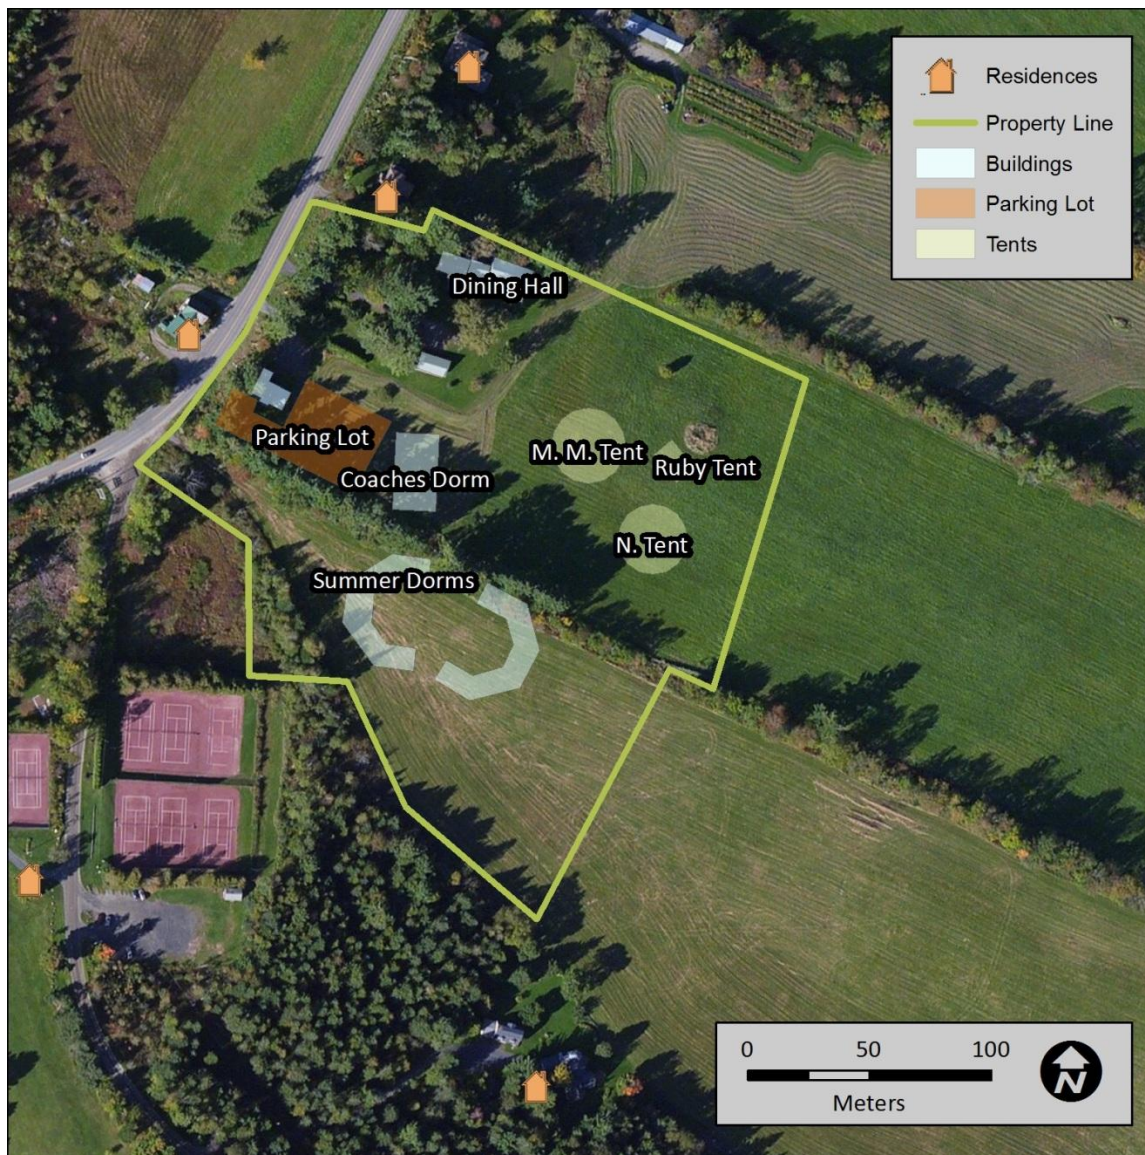 Residences
Property Line
Buildings
Parking Lot
Tents
Dining Hall
Parking Lot
M. M. Tent
Ruby Tent
Coaches Dorm
N. Tent
Summer Dorms
0 50 100
Meters
N